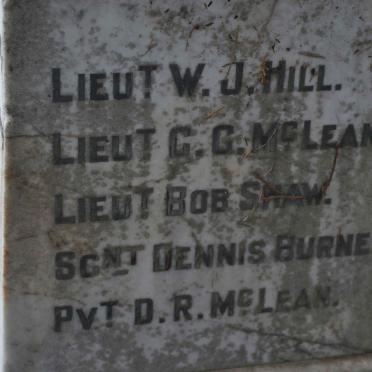 LIEUT W. J. HILL.
LIEUT C. G. McLEAN
LIEUT BOB SHAW.
SGNT DENNIS BURNE
PVT D. R. McLEAN.